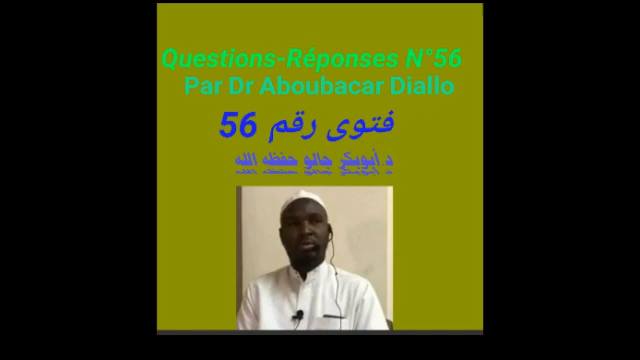 Questions-Réponses N°56
Par Dr Aboubacar Diallo
فتوى رقم 56
د.أبوبكر جالو حفظه الله